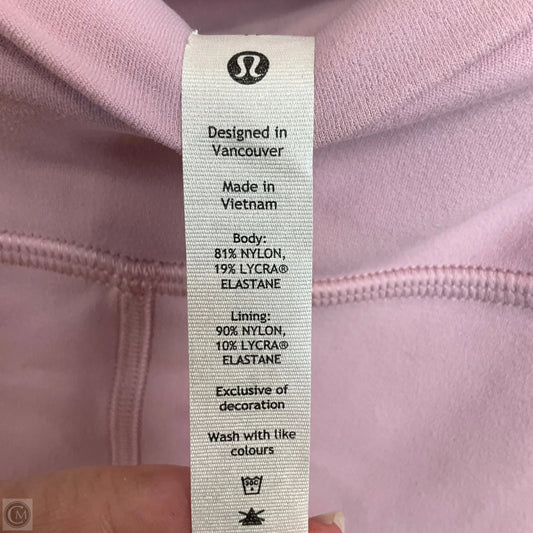 Designed in
Vancouver
Made in
Vietnam
Body:
81% NYLON,
19% LYCRA®
ELASTANE
Lining:
90% NYLON,
10% LYCRA®
ELASTANE
Exclusive of
decoration
Wash with like
colours
30C
M